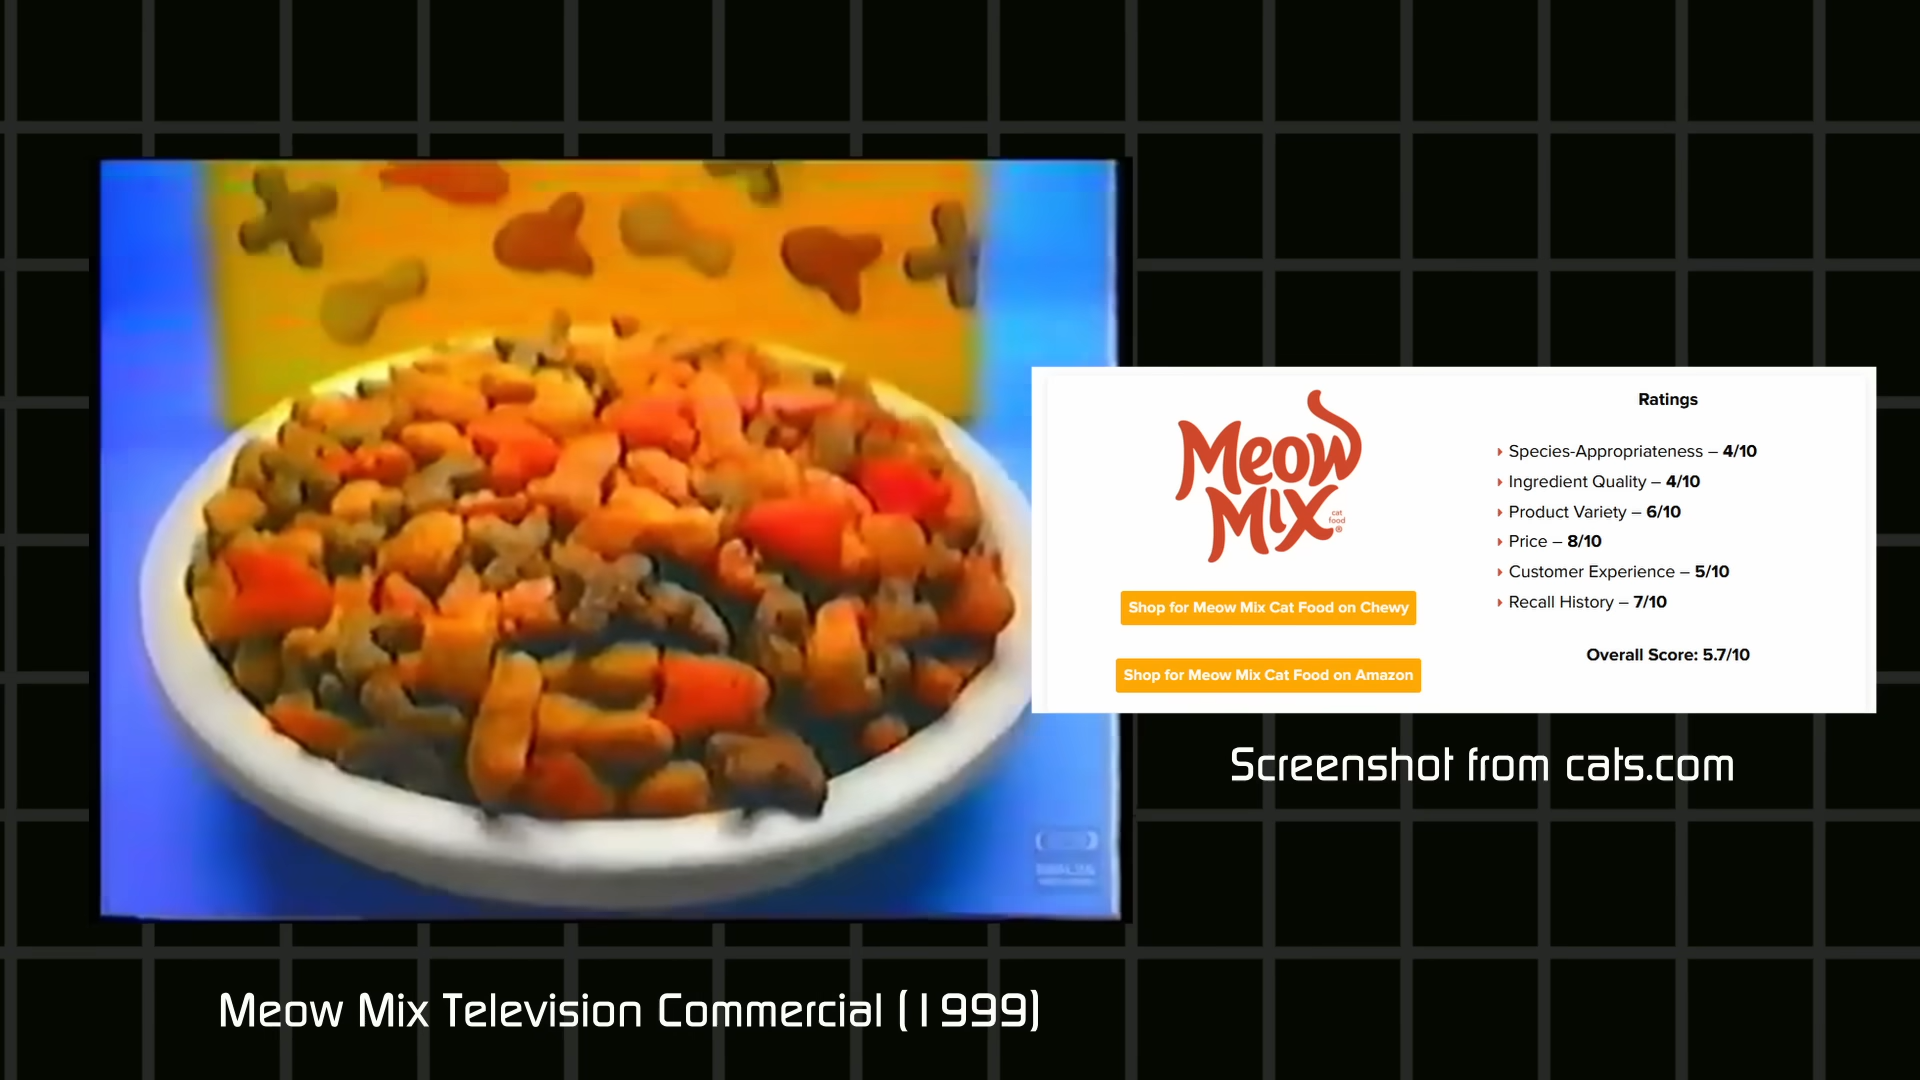 Meow
Mix
cat
food
®
Shop for Meow Mix Cat Food on Chewy
Shop for Meow Mix Cat Food on Amazon
Ratings
Species-Appropriateness – 4/10
Ingredient Quality – 4/10
Product Variety – 6/10
Price – 8/10
Customer Experience – 5/10
Recall History – 7/10
Overall Score: 5.7/10
Screenshot from cats.com
Meow Mix Television Commercial (1999)